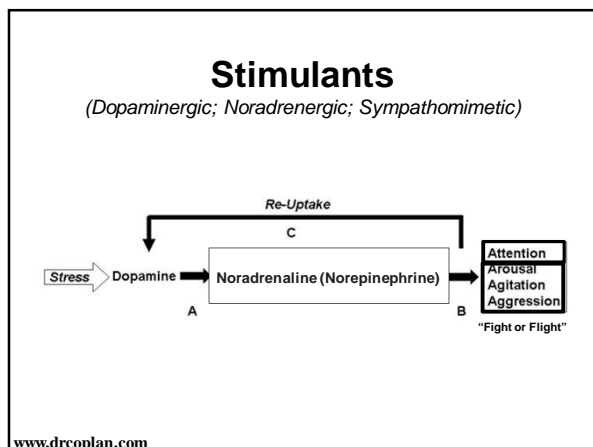 Stimulants
(Dopaminergic; Noradrenergic; Sympathomimetic)
Re-Uptake
C
Stress
Dopamine
Noradrenaline (Norepinephrine)
A
B
Attention
Arousal
Agitation
Aggression
"Fight or Flight"
www.drcoplan.com